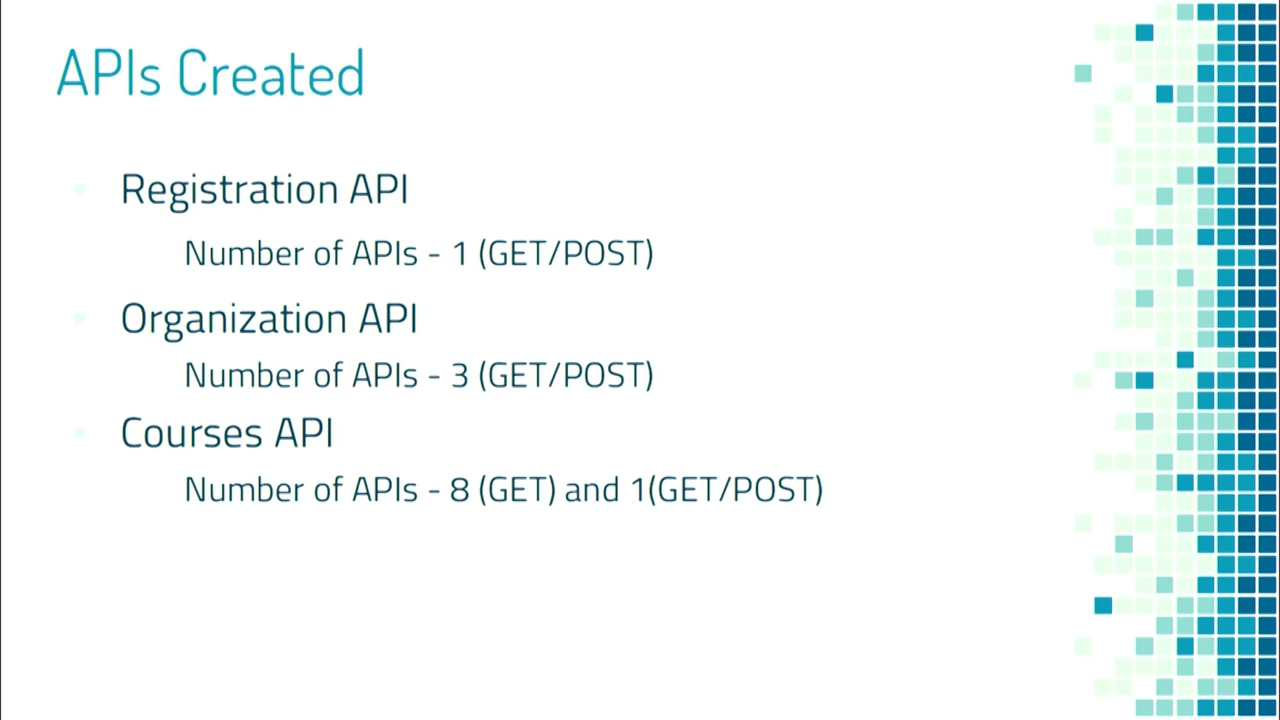 APIs Created
Registration API
Number of APIs - 1 (GET/POST)
Organization API
Number of APIs - 3 (GET/POST)
Courses API
Number of APIs - 8 (GET) and 1(GET/POST)